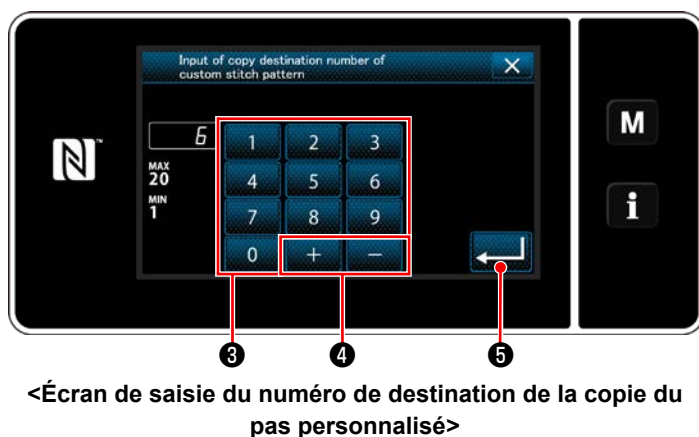 Input of copy destination number of
custom stitch pattern
6
MAX
20
MIN
1
1 2 3
4 5 6
7 8 9
0 + −
M
i
❸ ❹ ❺
<Écran de saisie du numéro de destination de la copie du
pas personnalisé>